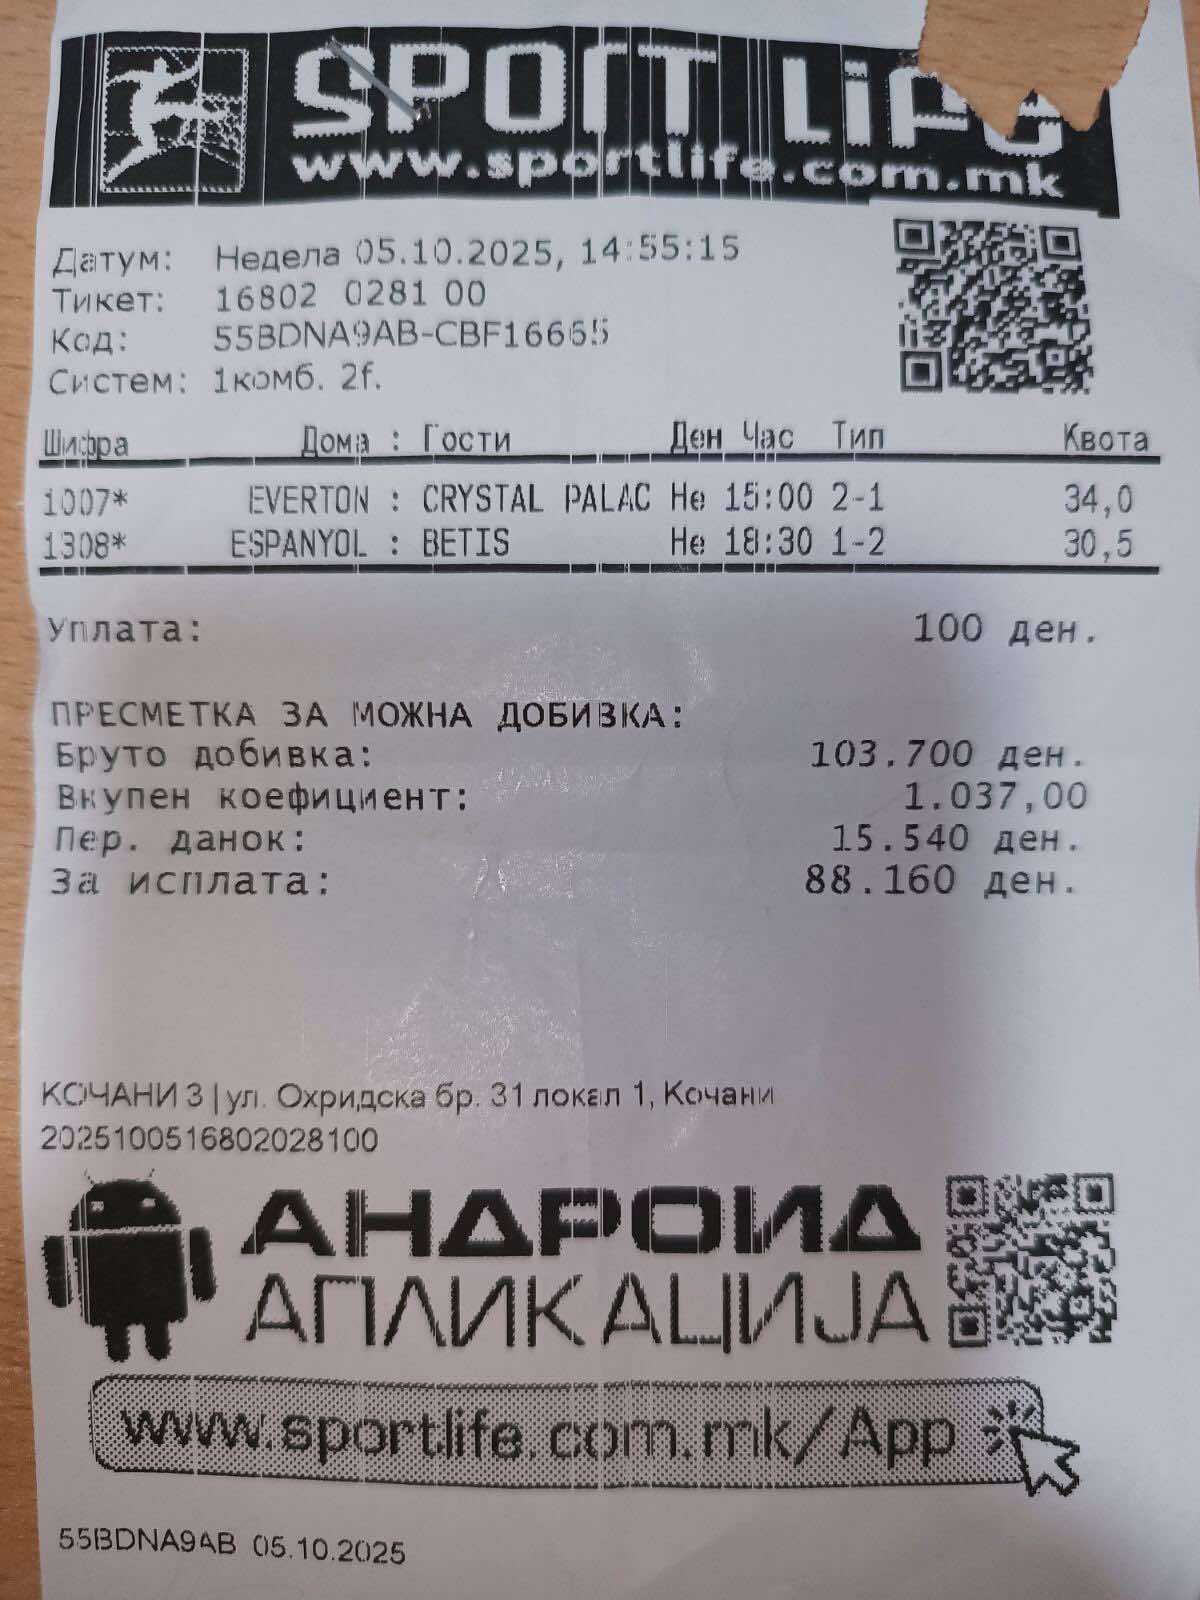 SPORT LiFE
www.sportlife.com.mk
Датум: Недела 05.10.2025, 14:55:15
Тикет: 16802 0281 00
Код: 55BDNA9AB-CBF16665
Систем: 1комб. 2f.
Шифра Дома : Гости Ден Час Тип Квота
1007* EVERTON : CRYSTAL PALAC Не 15:00 2-1 34,0
1308* ESPANYOL : BETIS Не 18:30 1-2 30,5
Уплата: 100 ден.
ПРЕСМЕТКА ЗА МОЖНА ДОБИВКА:
Бруто добивка: 103.700 ден.
Вкупен коефициент: 1.037,00
Пер. данок: 15.540 ден.
За исплата: 88.160 ден.
КОЧАНИ 3 | ул. Охридска бр. 31 локал 1, Кочани
2025100516802028100
АНДРОИД
АПЛИКАЦИЈА
www.sportlife.com.mk/App
55BDNA9AB 05.10.2025